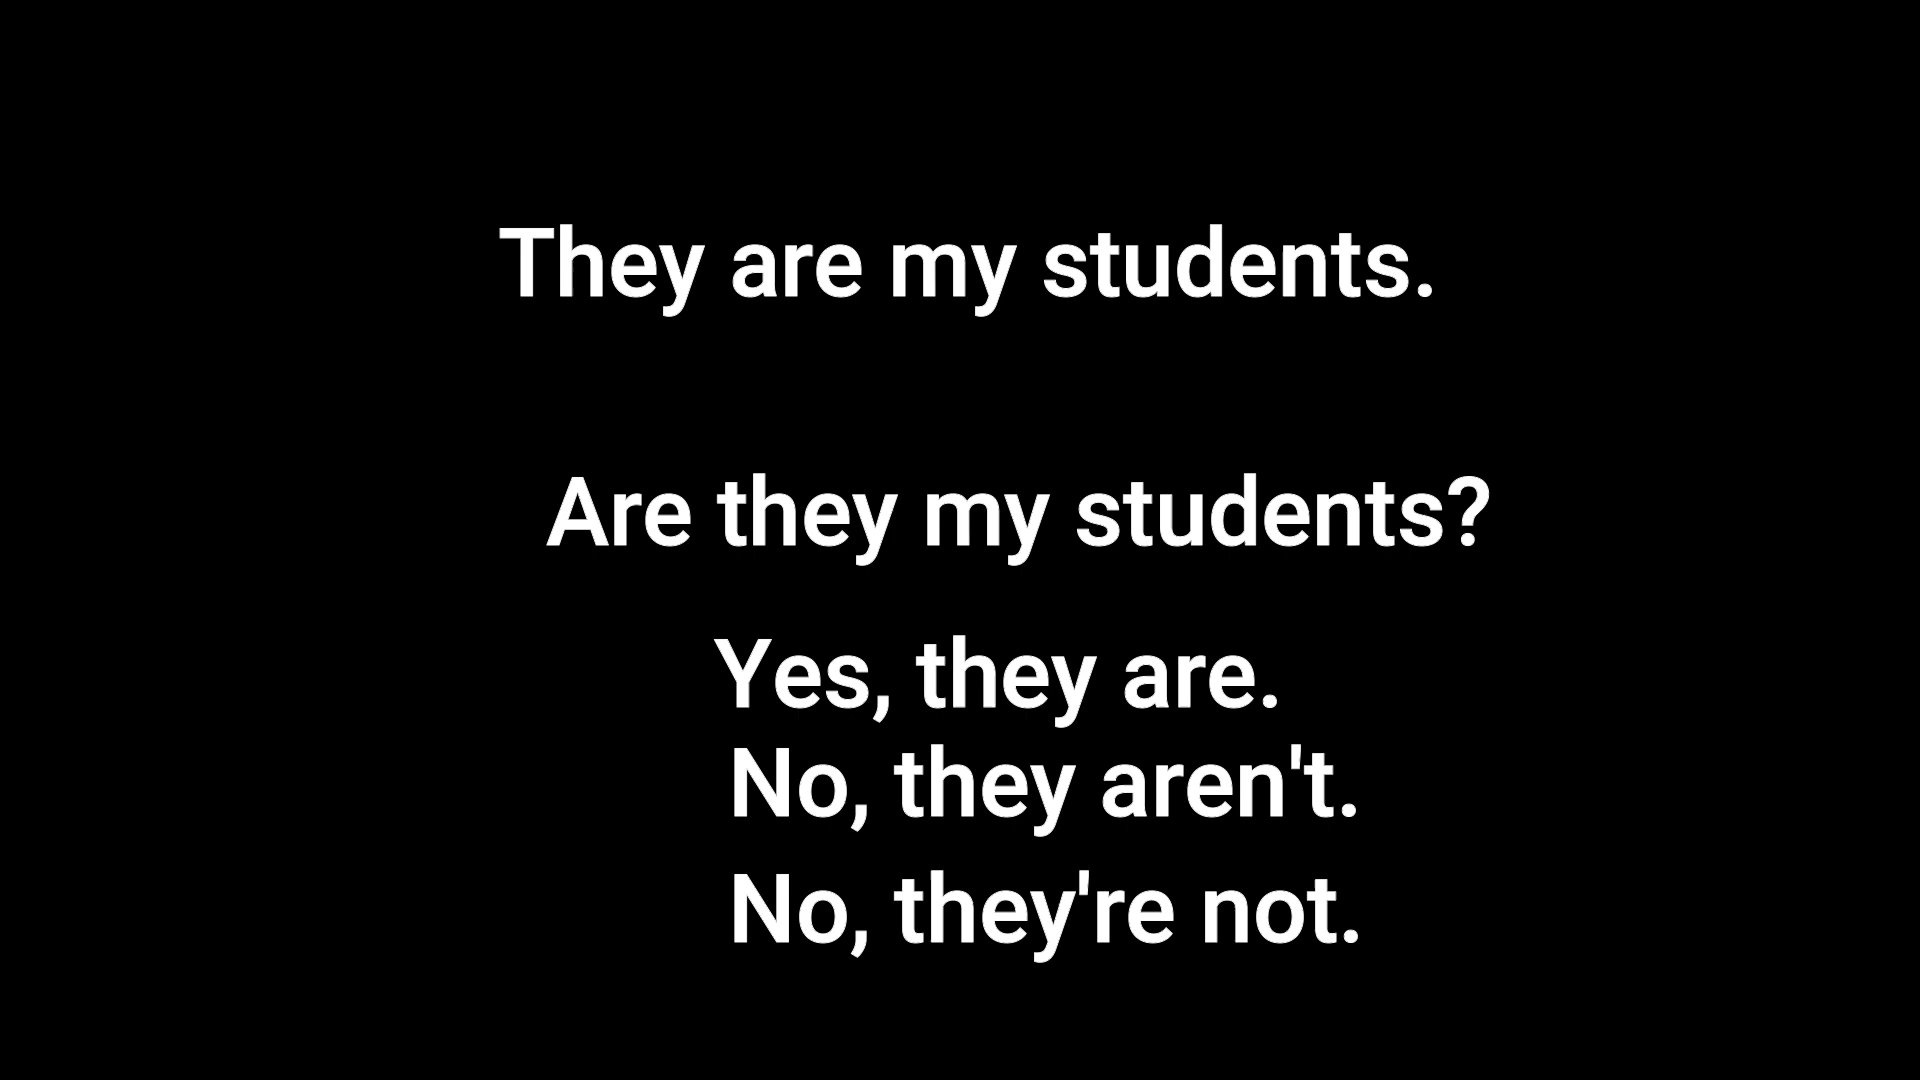 They are my students.
Are they my students?
Yes, they are.
No, they aren't.
No, they're not.